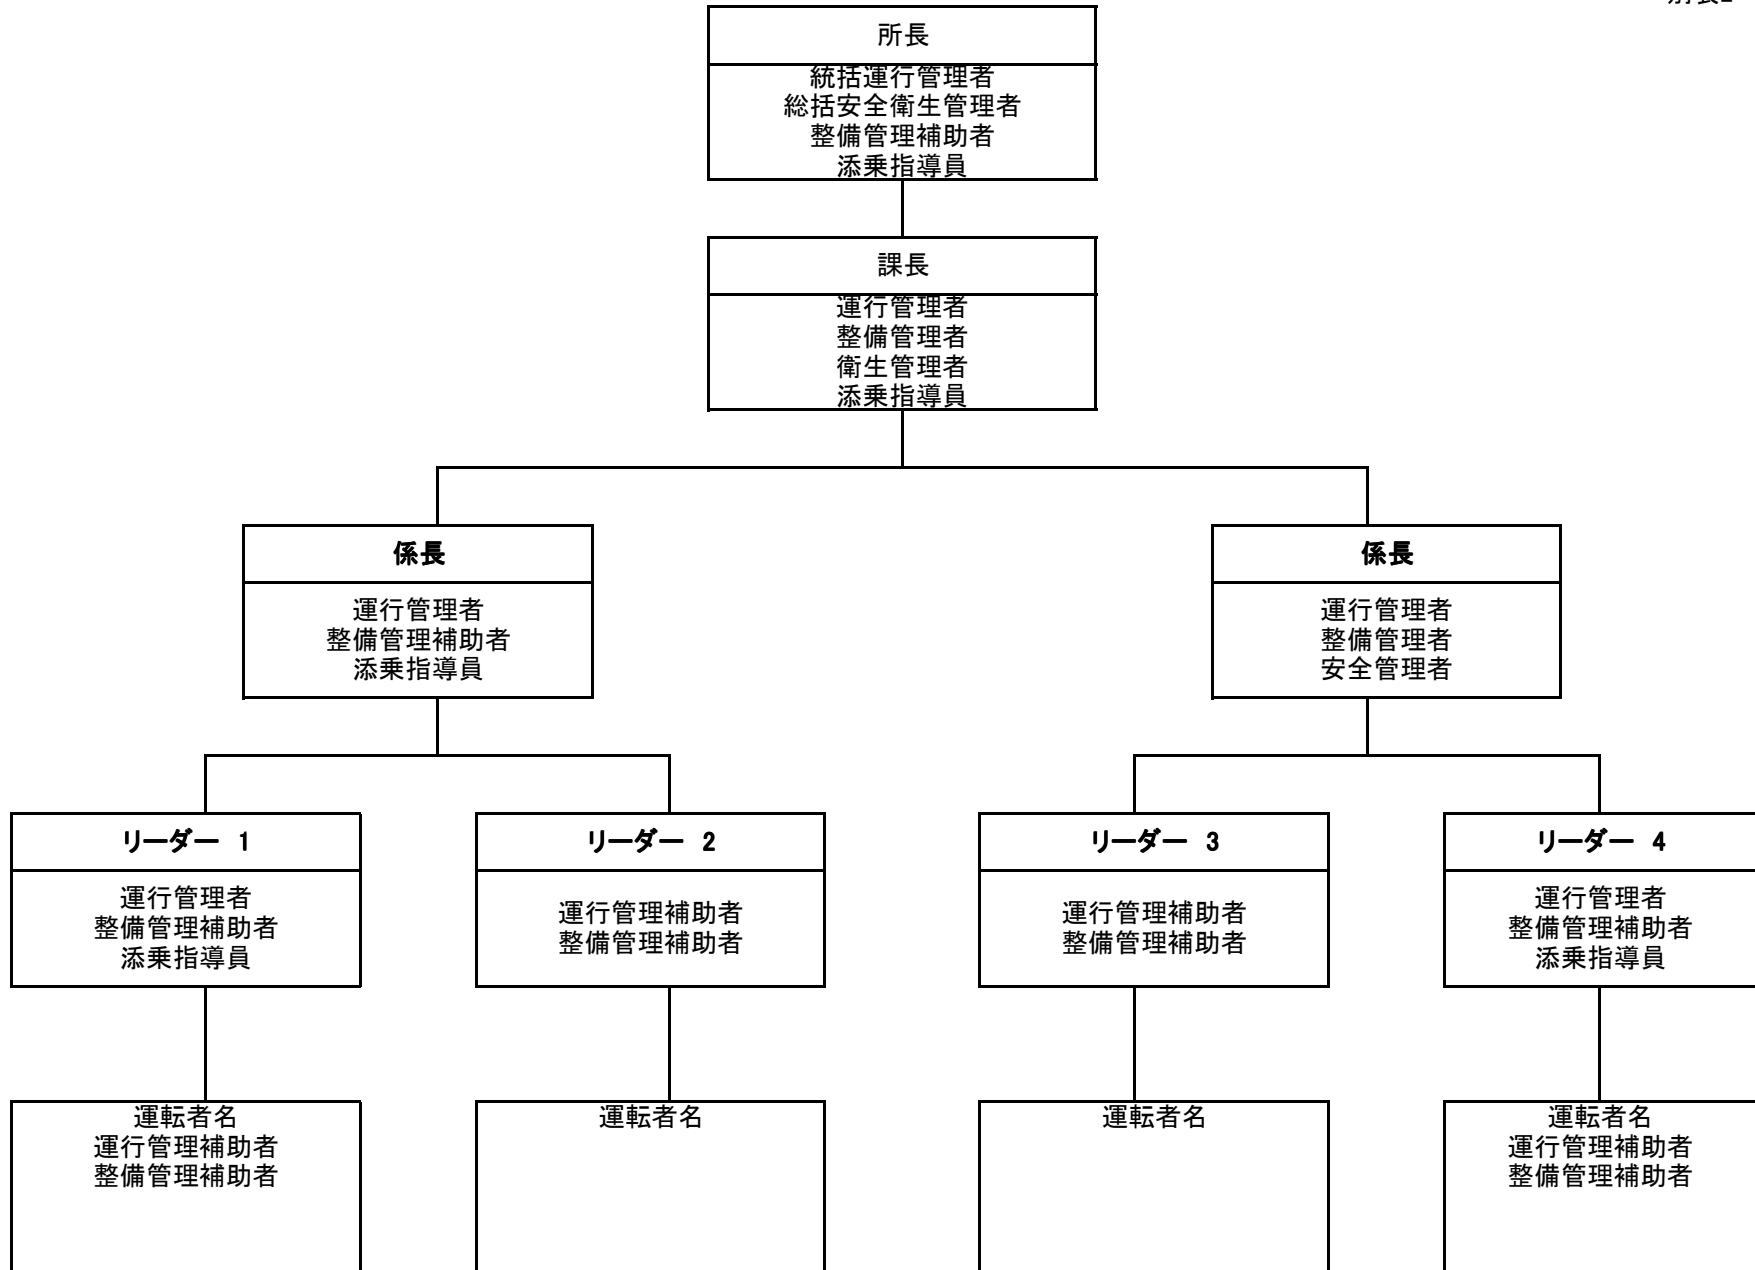 所長
統括運行管理者
総括安全衛生管理者
整備管理補助者
添乗指導員
課長
運行管理者
整備管理者
衛生管理者
添乗指導員
係長
運行管理者
整備管理補助者
添乗指導員
係長
運行管理者
整備管理者
安全管理者
リーダー 1
運行管理者
整備管理補助者
添乗指導員
リーダー 2
運行管理補助者
整備管理補助者
リーダー 3
運行管理補助者
整備管理補助者
リーダー 4
運行管理者
整備管理補助者
添乗指導員
運転者名
運行管理補助者
整備管理補助者
運転者名
運転者名
運転者名
運行管理補助者
整備管理補助者